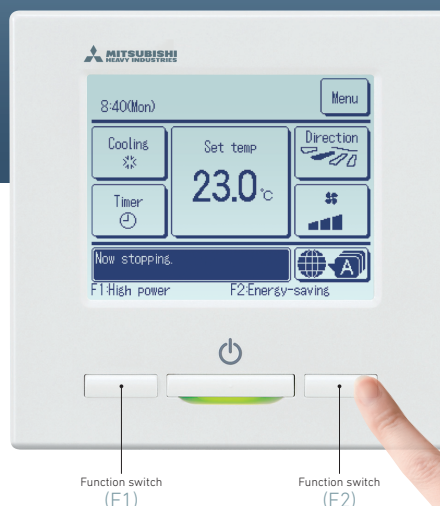 MITSUBISHI
HEAVY INDUSTRIES
8:40(Mon)
Menu
Cooling
Set temp
Direction
23.0°C
Timer
Now stopping.
A
F1:High power
F2:Energy-saving
Function switch
(F1)
Function switch
(F2)